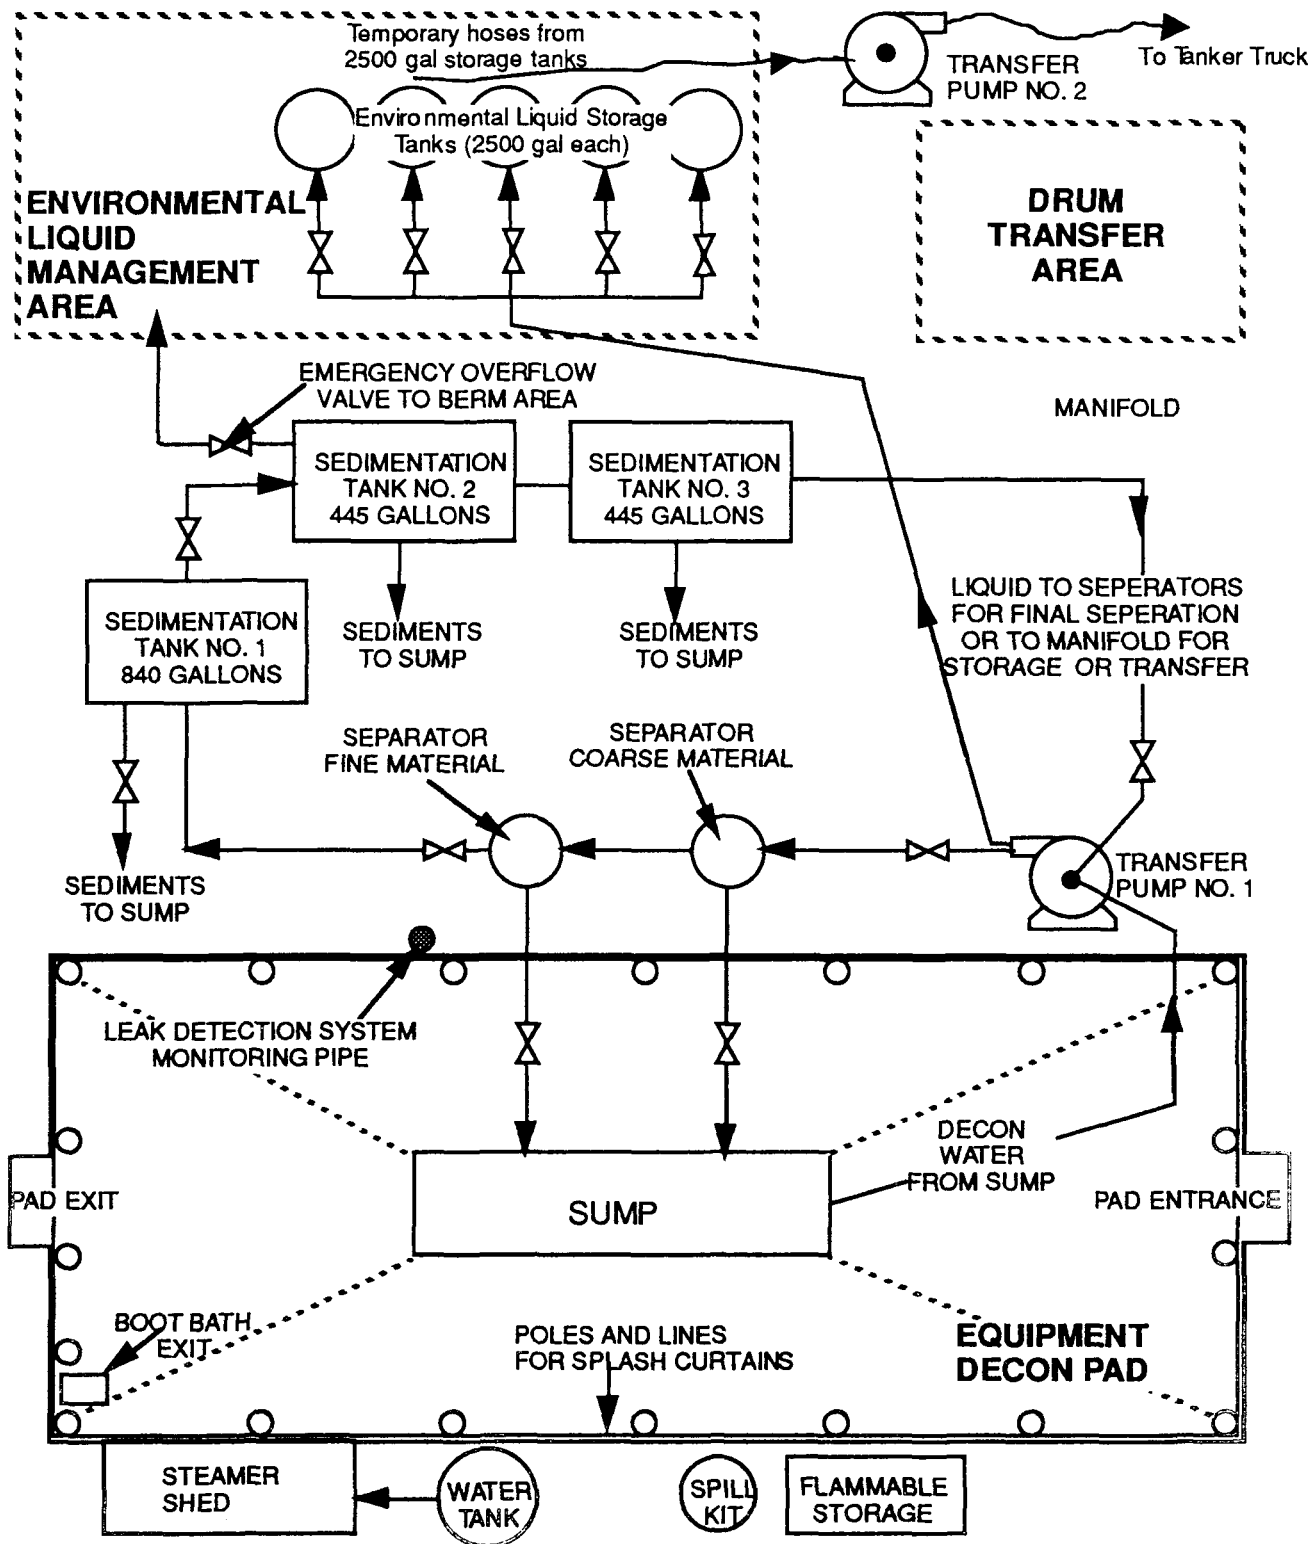 Temporary hoses from
2500 gal storage tanks
To Tanker Truck
TRANSFER
PUMP NO. 2
Environmental Liquid Storage
Tanks (2500 gal each)
ENVIRONMENTAL
LIQUID
MANAGEMENT
AREA
DRUM
TRANSFER
AREA
EMERGENCY OVERFLOW
VALVE TO BERM AREA
MANIFOLD
SEDIMENTATION
TANK NO. 2
445 GALLONS
SEDIMENTATION
TANK NO. 3
445 GALLONS
SEDIMENTATION
TANK NO. 1
840 GALLONS
SEDIMENTS
TO SUMP
SEDIMENTS
TO SUMP
LIQUID TO SEPERATORS
FOR FINAL SEPERATION
OR TO MANIFOLD FOR
STORAGE OR TRANSFER
SEPARATOR
FINE MATERIAL
SEPARATOR
COARSE MATERIAL
SEDIMENTS
TO SUMP
TRANSFER
PUMP NO. 1
LEAK DETECTION SYSTEM
MONITORING PIPE
DECON
WATER
FROM SUMP
PAD EXIT
SUMP
PAD ENTRANCE
BOOT BATH
EXIT
POLES AND LINES
FOR SPLASH CURTAINS
EQUIPMENT
DECON PAD
STEAMER
SHED
WATER
TANK
SPILL
KIT
FLAMMABLE
STORAGE